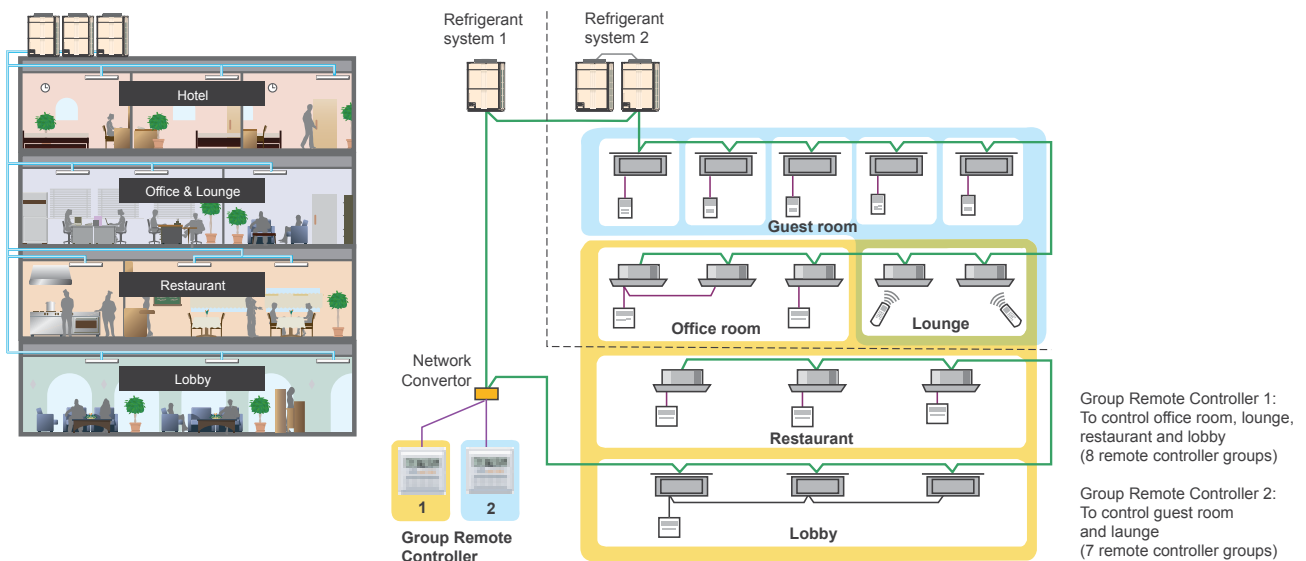 Hotel
Office & Lounge
Restaurant
Lobby
Refrigerant
system 1
Refrigerant
system 2
Guest room
Office room
Lounge
Network
Convertor
Restaurant
1
2
Group Remote
Controller
Lobby
Group Remote Controller 1:
To control office room, lounge,
restaurant and lobby
(8 remote controller groups)
Group Remote Controller 2:
To control guest room
and launge
(7 remote controller groups)